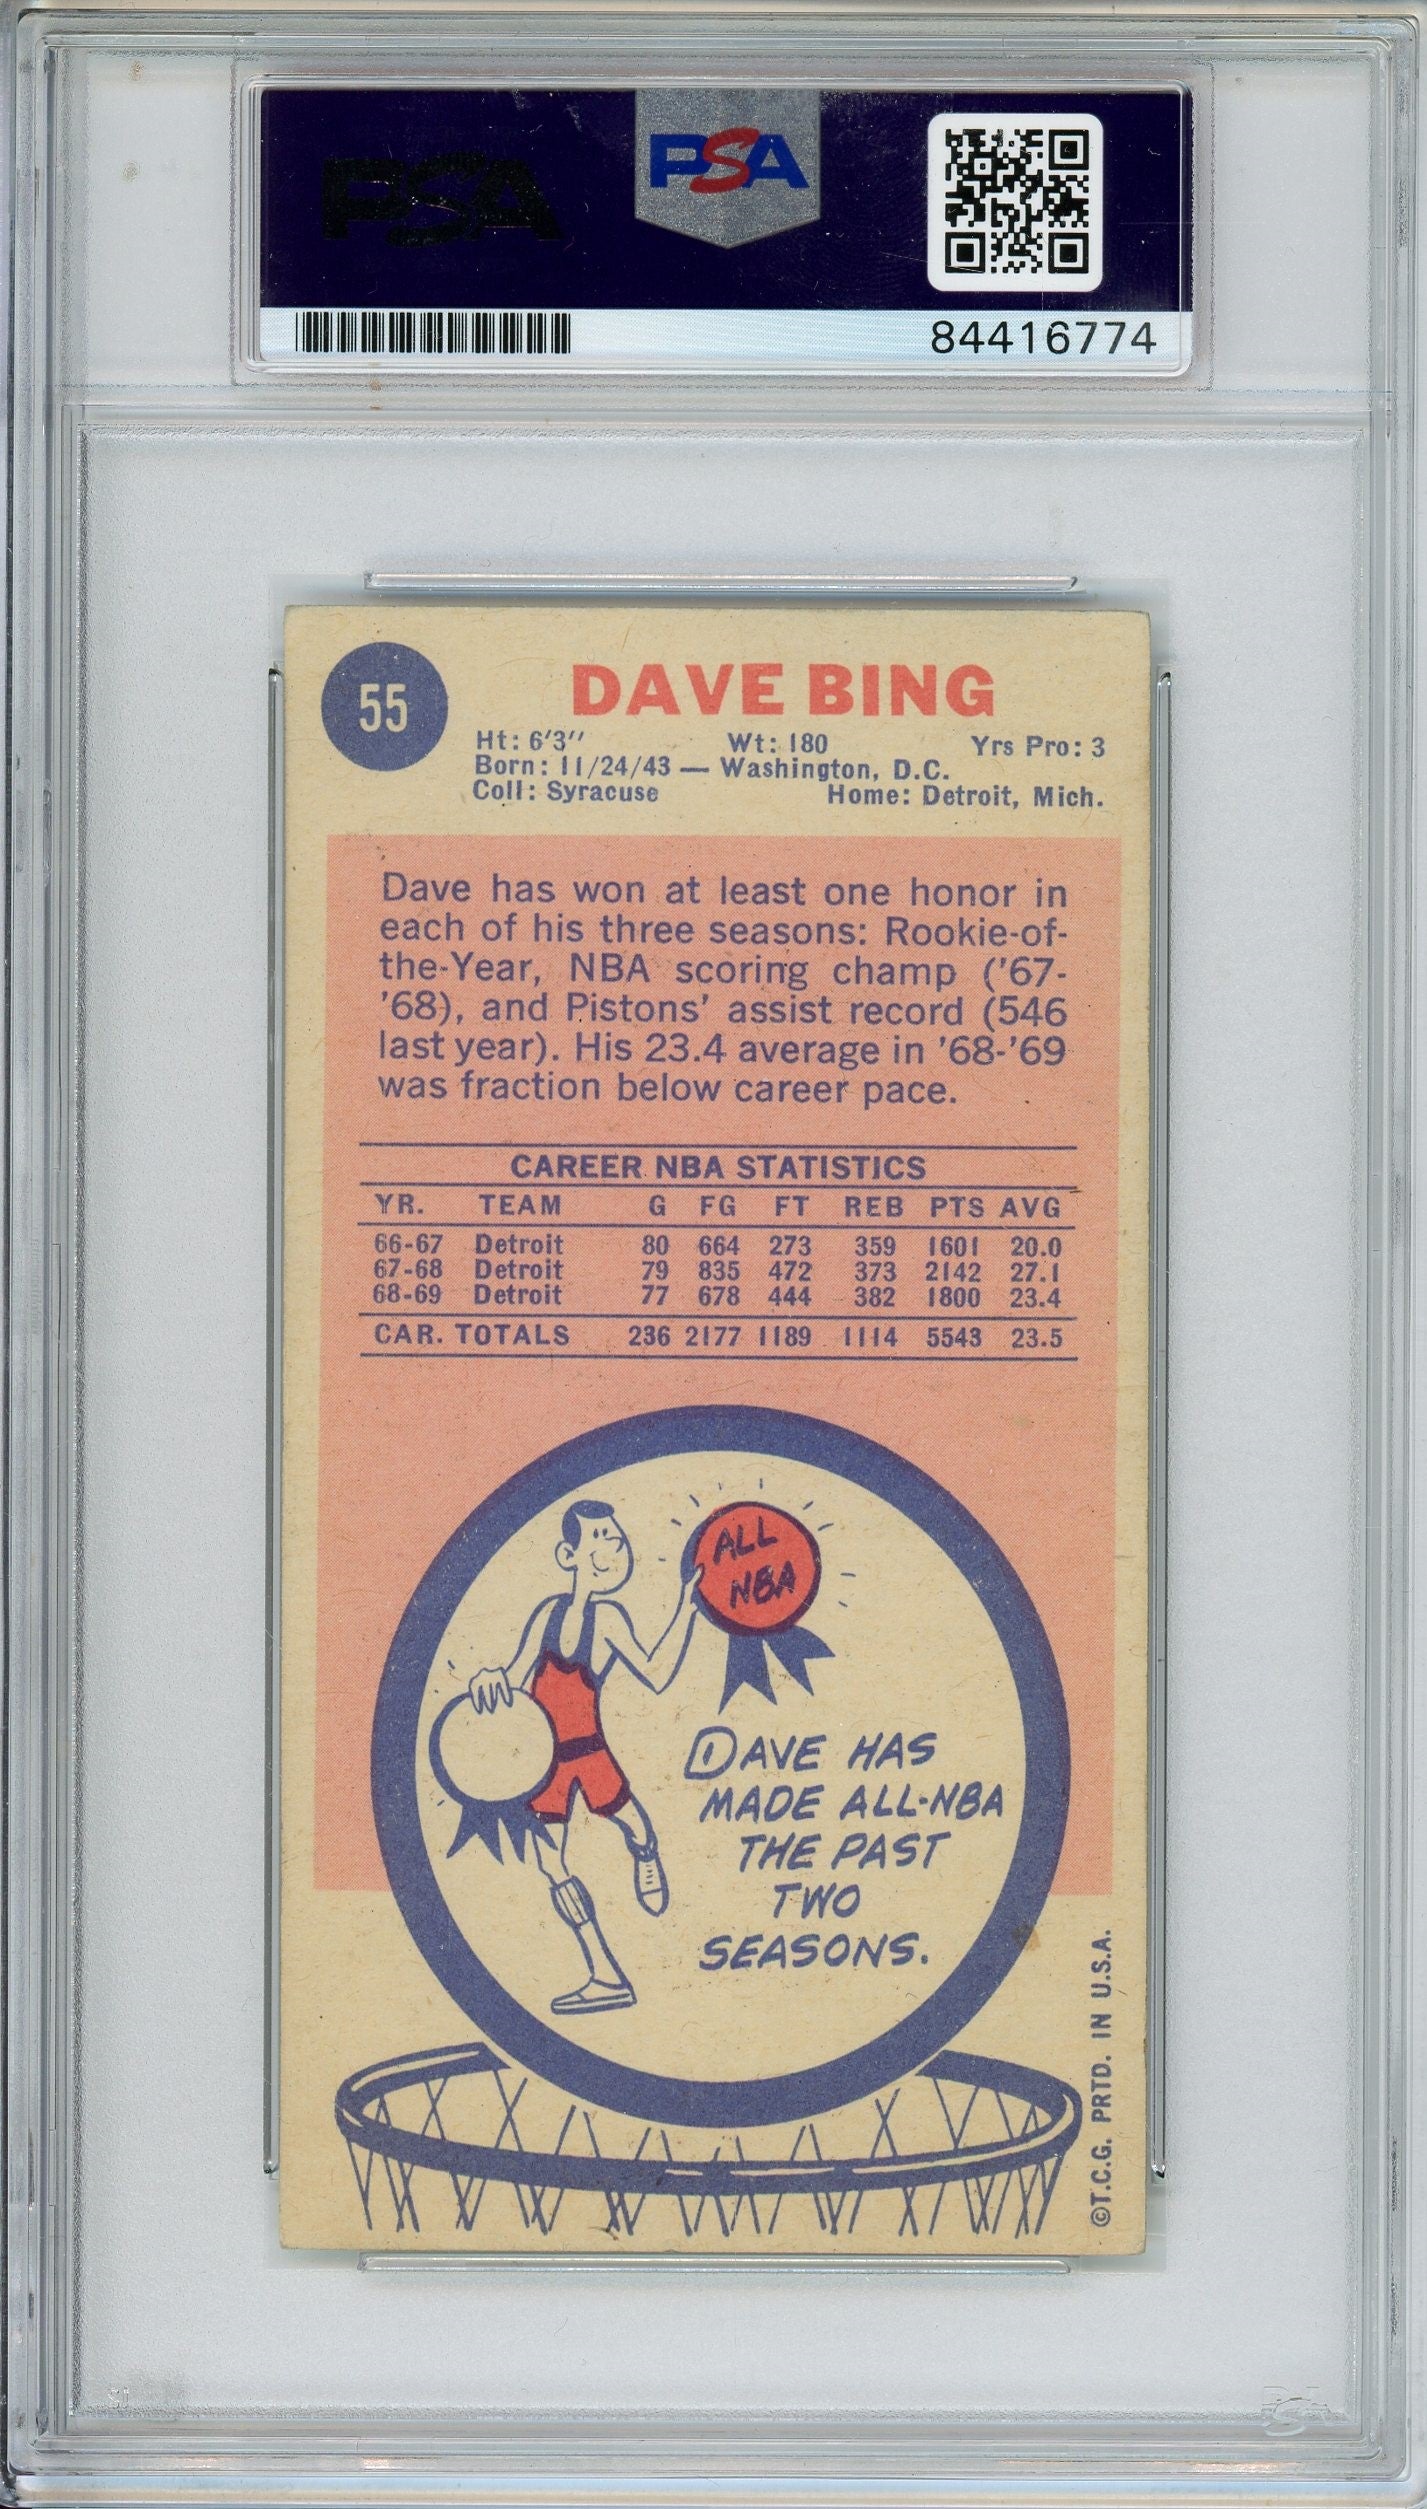 PSA
PSA
84416774
55
DAVE BING
Ht: 6'3" Wt: 180 Yrs Pro: 3
Born: 11/24/43 — Washington, D.C.
Coll: Syracuse Home: Detroit, Mich.
Dave has won at least one honor in
each of his three seasons: Rookie-of-
the-Year, NBA scoring champ ('67-
'68), and Pistons' assist record (546
last year). His 23.4 average in '68-'69
was fraction below career pace.
CAREER NBA STATISTICS
YR. TEAM G FG FT REB PTS AVG
66-67 Detroit 80 664 273 359 1601 20.0
67-68 Detroit 79 835 472 373 2142 27.1
68-69 Detroit 77 678 444 382 1800 23.4
CAR. TOTALS 236 2177 1189 1114 5543 23.5
ALL
NBA
DAVE HAS
MADE ALL-NBA
THE PAST
TWO
SEASONS.
©T.C.G. PRTD. IN U.S.A.
PSA